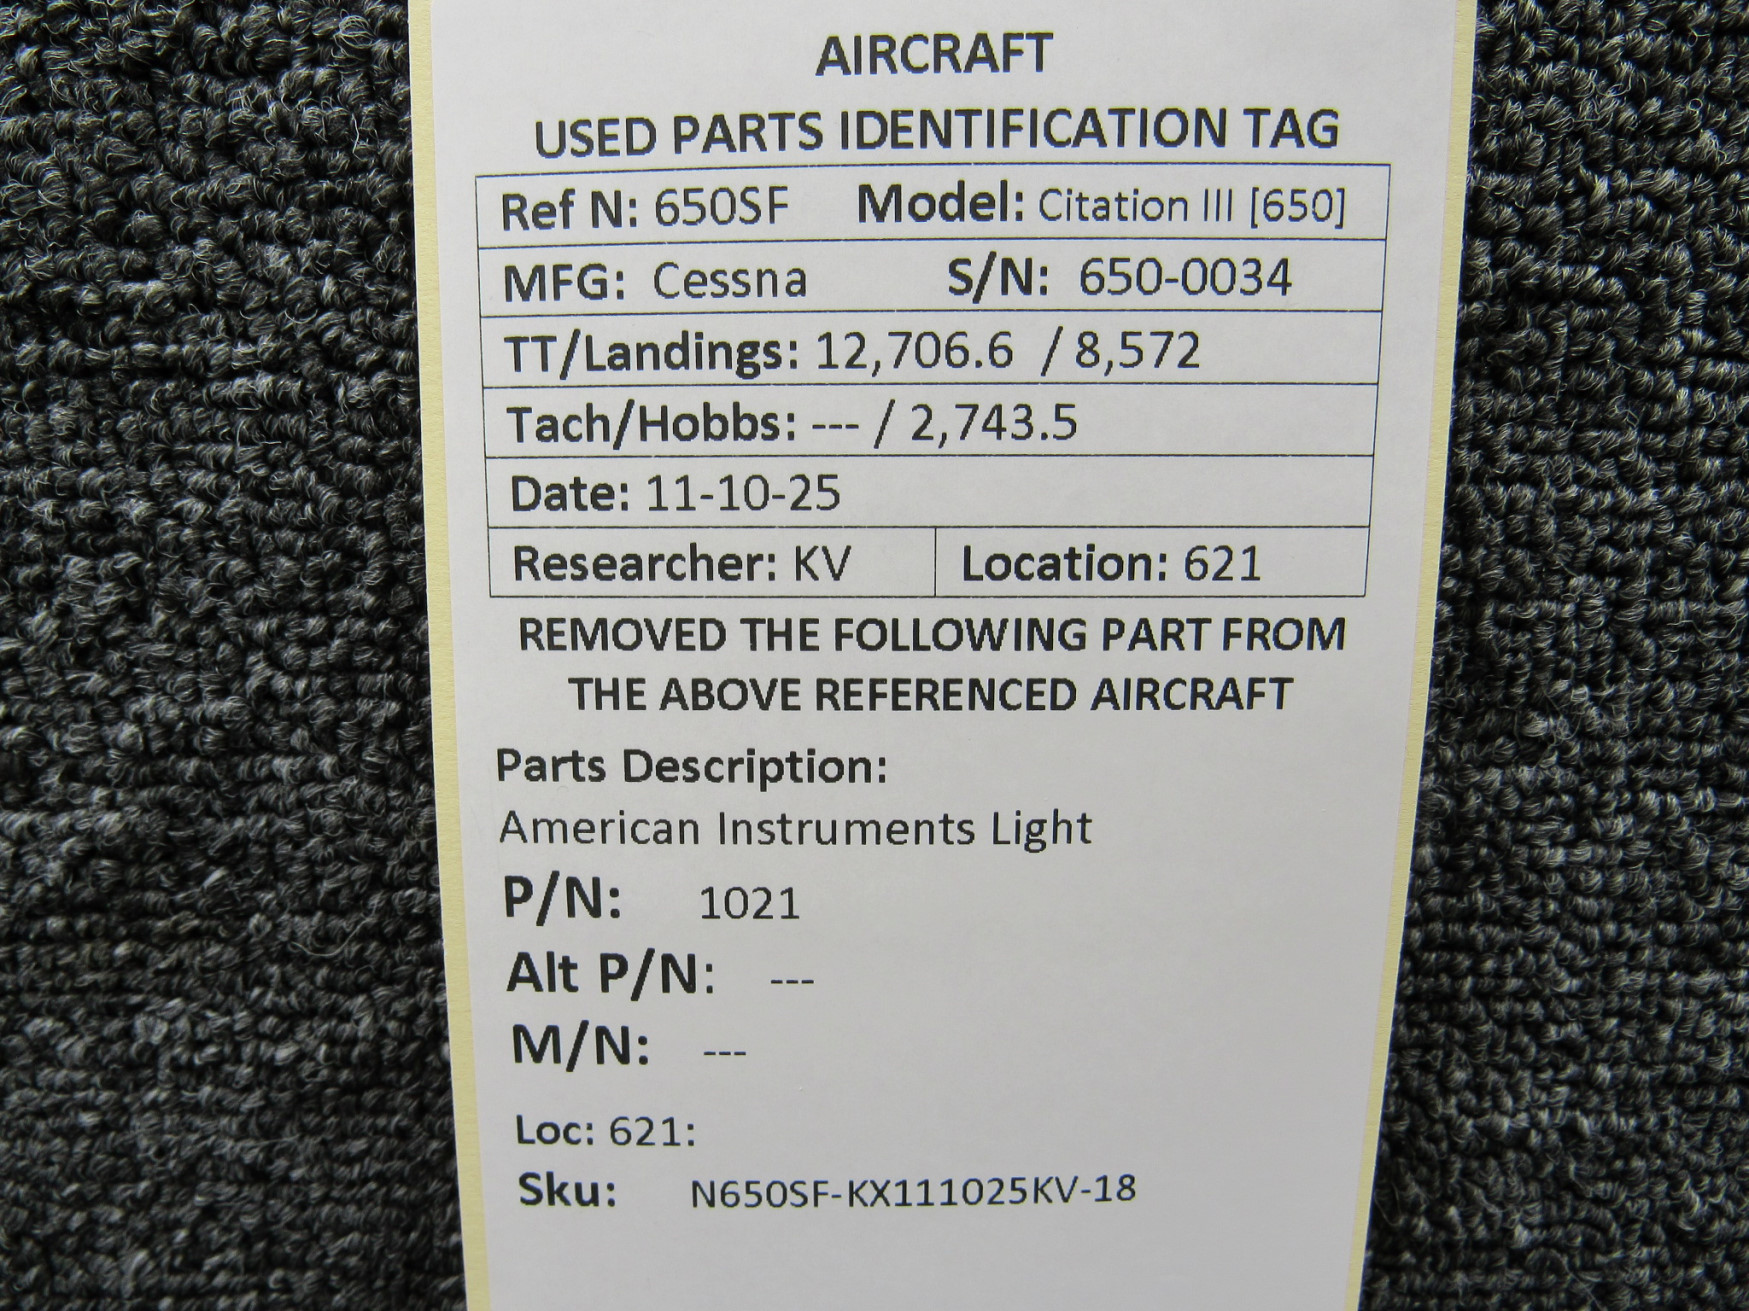 AIRCRAFT
USED PARTS IDENTIFICATION TAG
Ref N: 650SF Model: Citation III [650]
MFG: Cessna S/N: 650-0034
TT/Landings: 12,706.6 / 8,572
Tach/Hobbs: --- / 2,743.5
Date: 11-10-25
Researcher: KV Location: 621
REMOVED THE FOLLOWING PART FROM
THE ABOVE REFERENCED AIRCRAFT
Parts Description:
American Instruments Light
P/N: 1021
Alt P/N: ---
M/N: ---
Loc: 621:
Sku: N650SF-KX111025KV-18